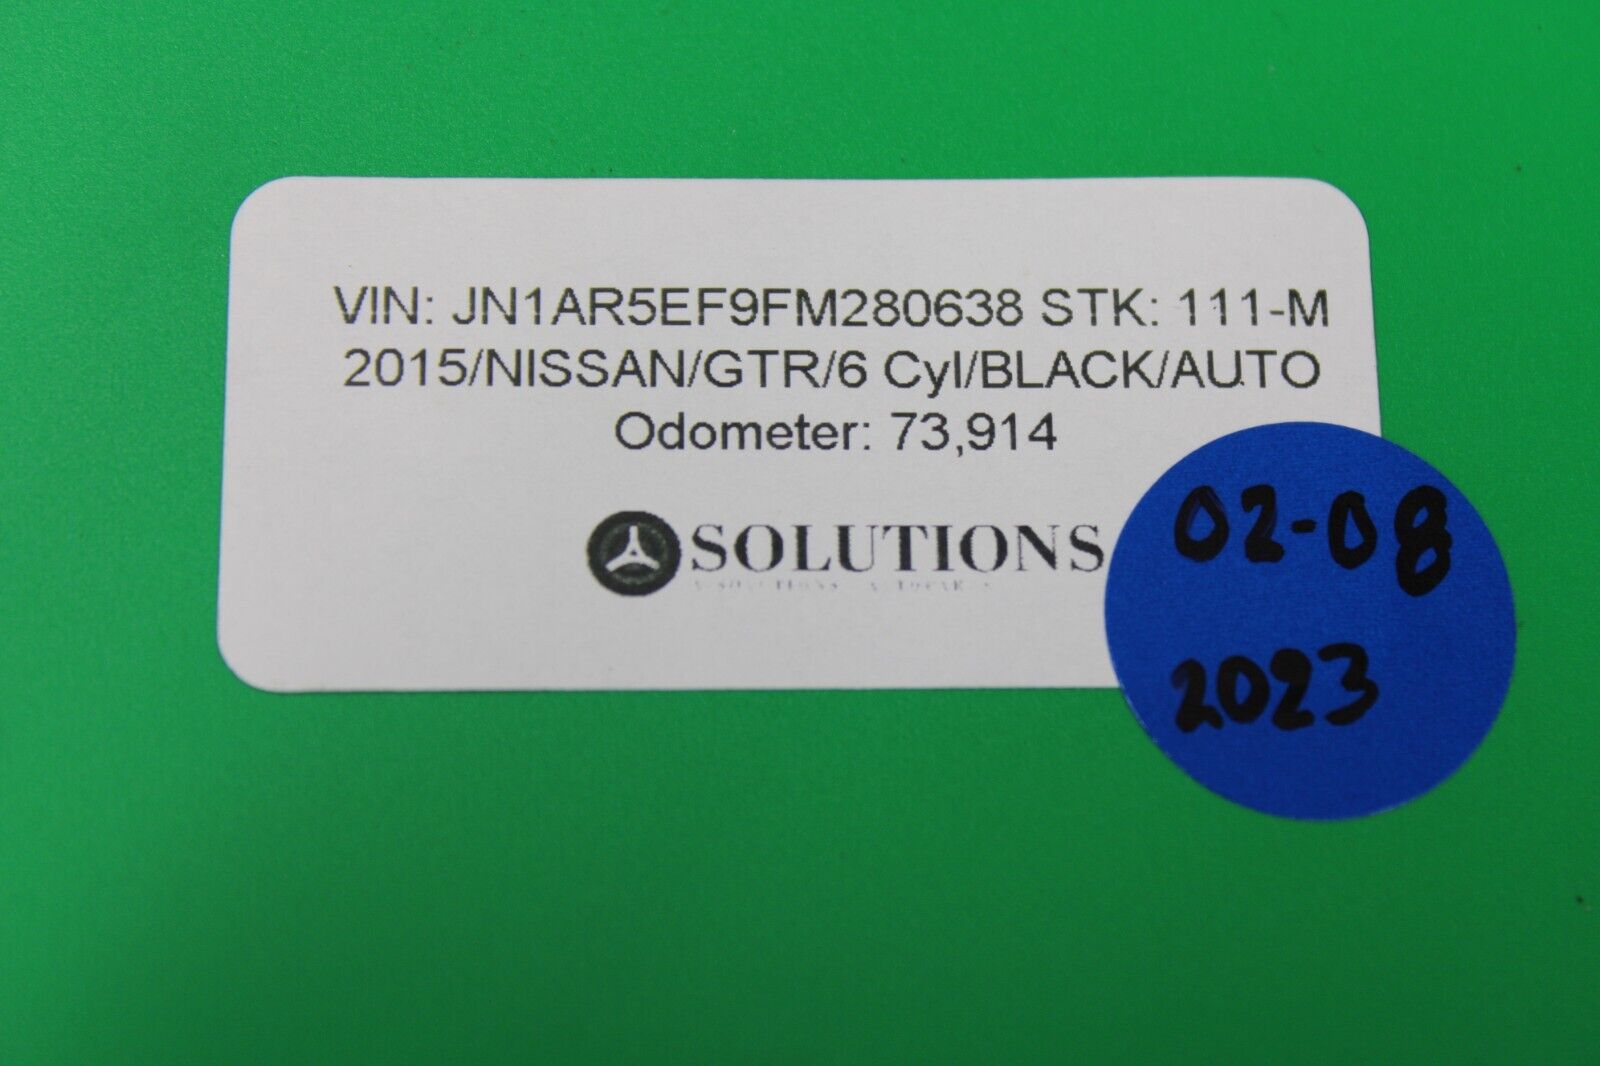 VIN: JN1AR5EF9FM280638 STK: 111-M
2015/NISSAN/GTR/6 Cyl/BLACK/AUTO
Odometer: 73,914
SOLUTIONS
02-08
2023